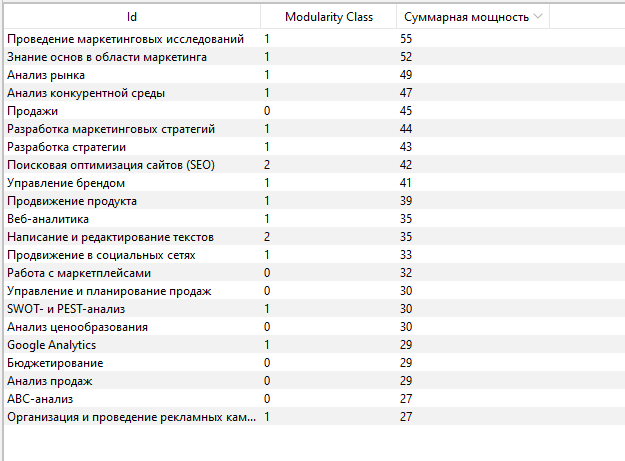 Id Modularity Class Суммарная мощность
Проведение маркетинговых исследований 1 55
Знание основ в области маркетинга 1 52
Анализ рынка 1 49
Анализ конкурентной среды 1 47
Продажи 0 45
Разработка маркетинговых стратегий 1 44
Разработка стратегии 1 43
Поисковая оптимизация сайтов (SEO) 2 42
Управление брендом 1 41
Продвижение продукта 1 39
Веб-аналитика 1 35
Написание и редактирование текстов 2 35
Продвижение в социальных сетях 1 33
Работа с маркетплейсами 0 32
Управление и планирование продаж 0 30
SWOT- и PEST-анализ 1 30
Анализ ценообразования 0 30
Google Analytics 1 29
Бюджетирование 0 29
Анализ продаж 0 29
ABC-анализ 0 27
Организация и проведение рекламных кам... 1 27